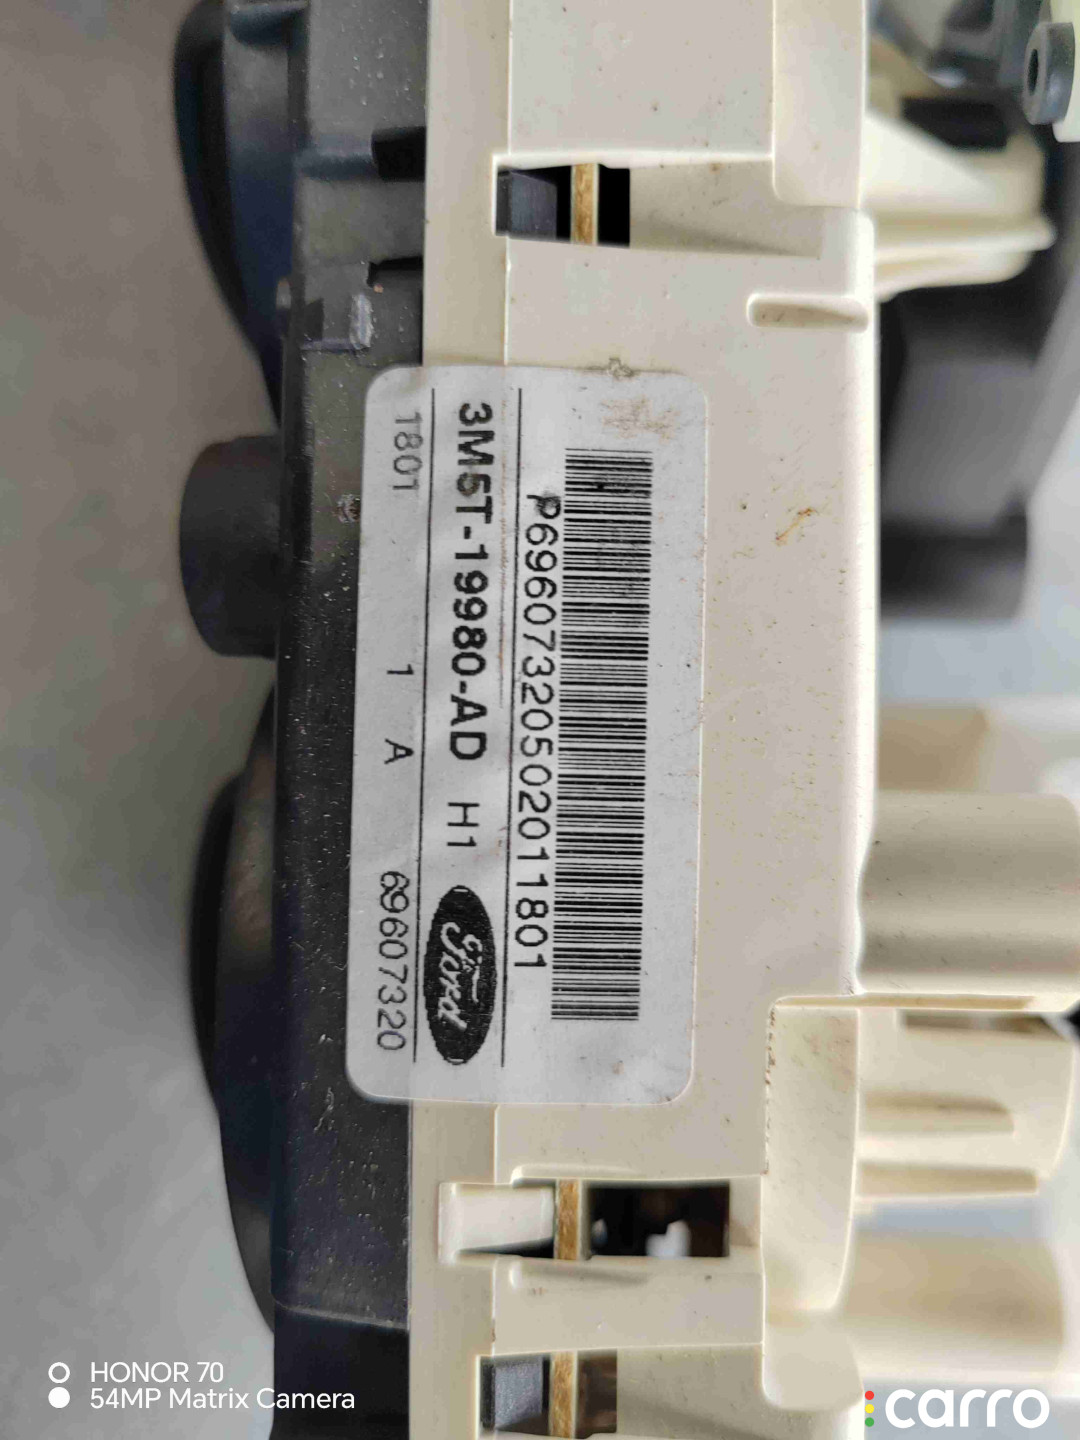 P69607320502011801
3M5T-19980-AD H1 Ford
1801 1 A 69607320
HONOR 70
54MP Matrix Camera
carro